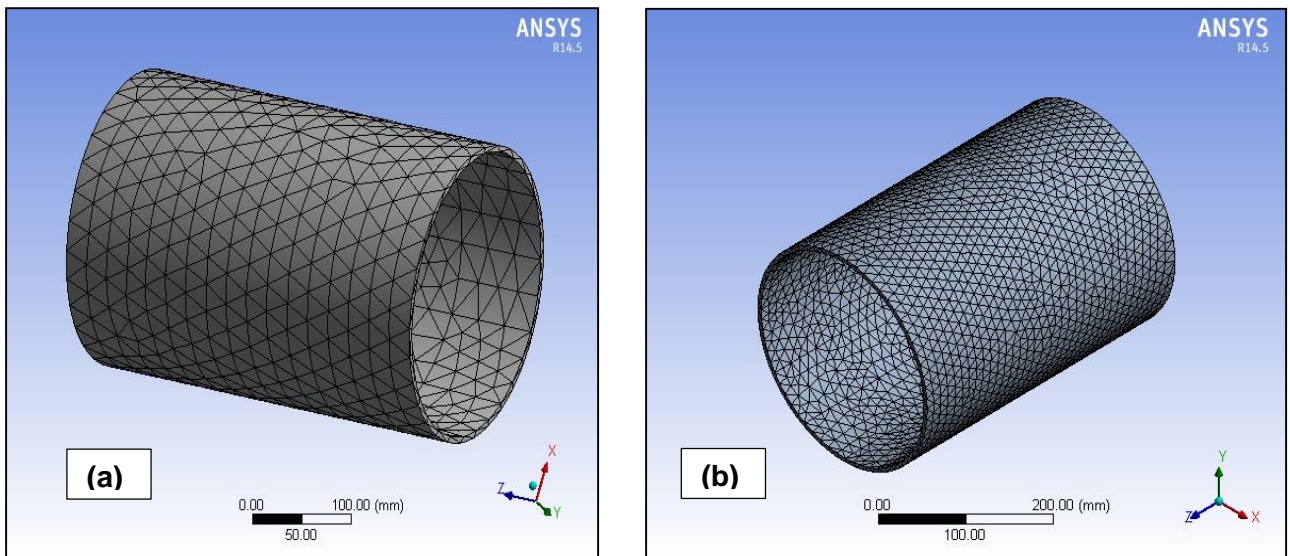 ANSYS
R14.5
X
Z
Y
(a)
0.00 100.00 (mm)
50.00
ANSYS
R14.5
Y
Z
X
(b)
0.00 200.00 (mm)
100.00